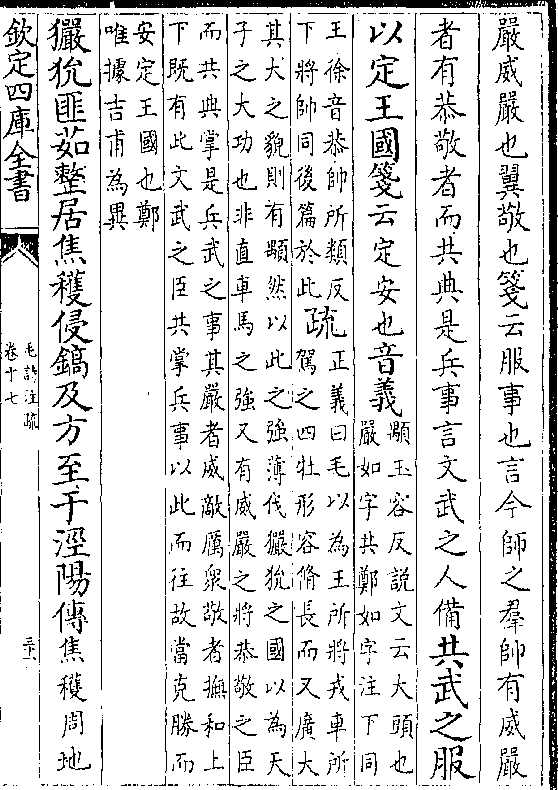 嚴威嚴也翼敬也箋云服事也言今師之羣帥有威嚴
者有恭敬者而共典是兵事言文武之人備共武之服
以定王國箋云定安也音義
顒玉容反説文云大頭也
嚴如字共鄭如字注下同
王徐音恭帥所類反
下將帥同後篇於此
疏
正義曰毛以為王所將戎車所
駕之四牡形容脩長而又廣大
其大之貌則有顒然以此之強薄伐玁狁之國以為天
子之大功也非直車馬之強又有威嚴之將恭敬之臣
而共典掌是兵武之事其嚴者威敵厲衆敬者撫和上
下既有此文武之臣共掌兵事以此而往故當克勝而
安定王國也鄭
唯據吉甫為異
玁狁匪茹整居焦穫侵鎬及方至于涇陽傳焦穫周地
欽定四庫全書
毛詩注疏
卷十七